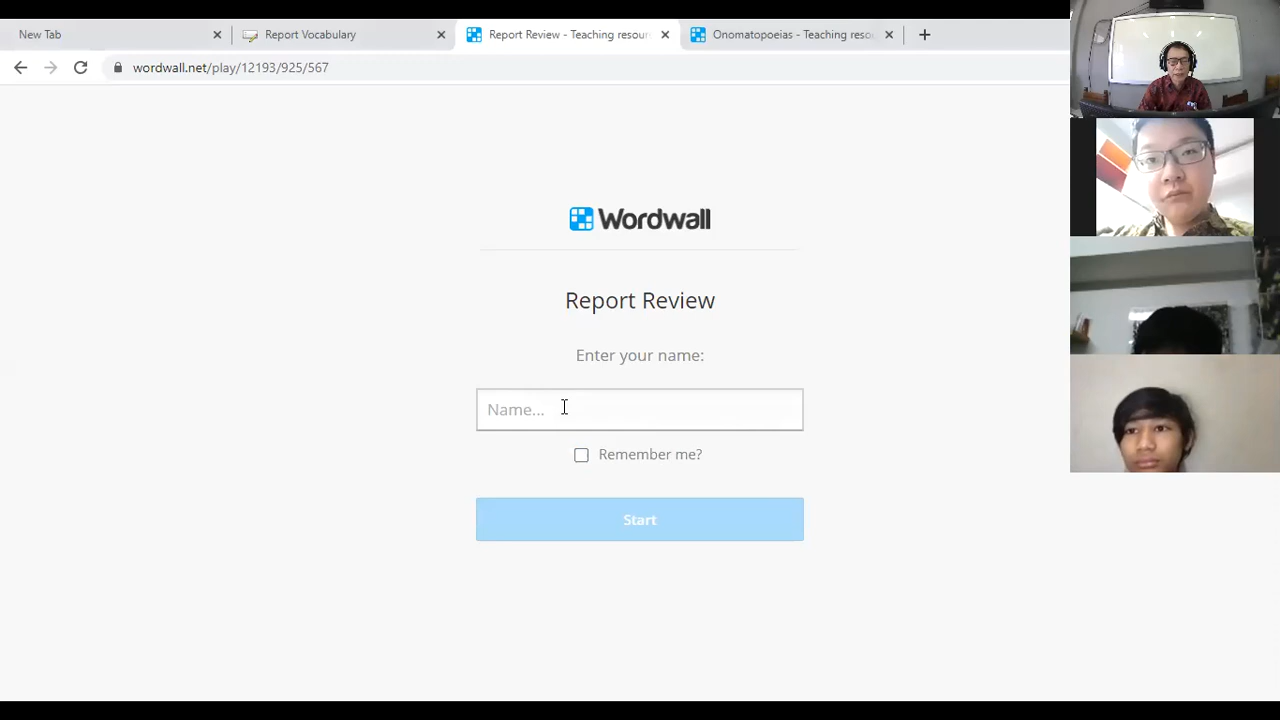 New Tab
Report Vocabulary
Report Review - Teaching resour
Onomatopoeias - Teaching reso
wordwall.net/play/12193/925/567
Wordwall
Report Review
Enter your name:
Name...
Remember me?
Start